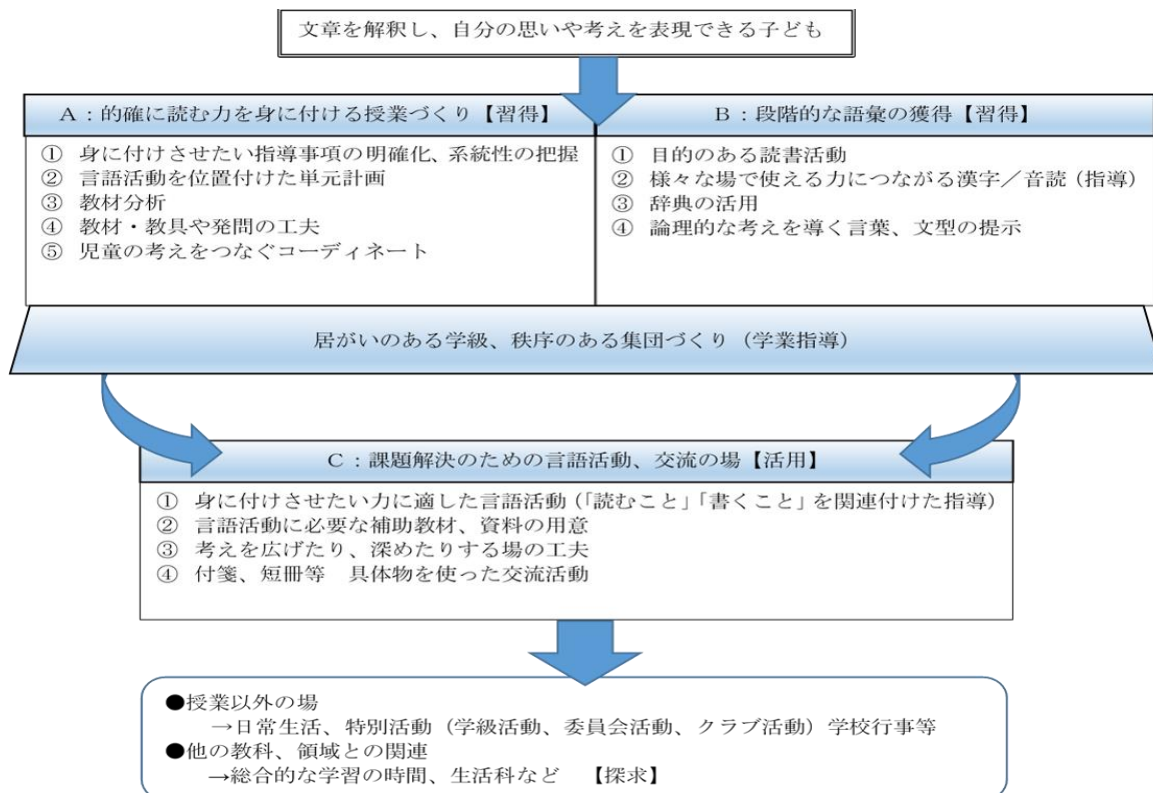 文章を解釈し、自分の思いや考えを表現できる子ども
A：的確に読む力を身に付ける授業づくり【習得】
① 身に付けさせたい指導事項の明確化、系統性の把握
② 言語活動を位置付けた単元計画
③ 教材分析
④ 教材・教具や発問の工夫
⑤ 児童の考えをつなぐコーディネート
B：段階的な語彙の獲得【習得】
① 目的のある読書活動
② 様々な場で使える力につながる漢字／音読（指導）
③ 辞典の活用
④ 論理的な考えを導く言葉、文型の提示
居がいのある学級、秩序のある集団づくり（学業指導）
C：課題解決のための言語活動、交流の場【活用】
① 身に付けさせたい力に適した言語活動（「読むこと」「書くこと」を関連付けた指導）
② 言語活動に必要な補助教材、資料の用意
③ 考えを広げたり、深めたりする場の工夫
④ 付箋、短冊等　具体物を使った交流活動
●授業以外の場
→日常生活、特別活動（学級活動、委員会活動、クラブ活動）学校行事等
●他の教科、領域との関連
→総合的な学習の時間、生活科など　【探求】